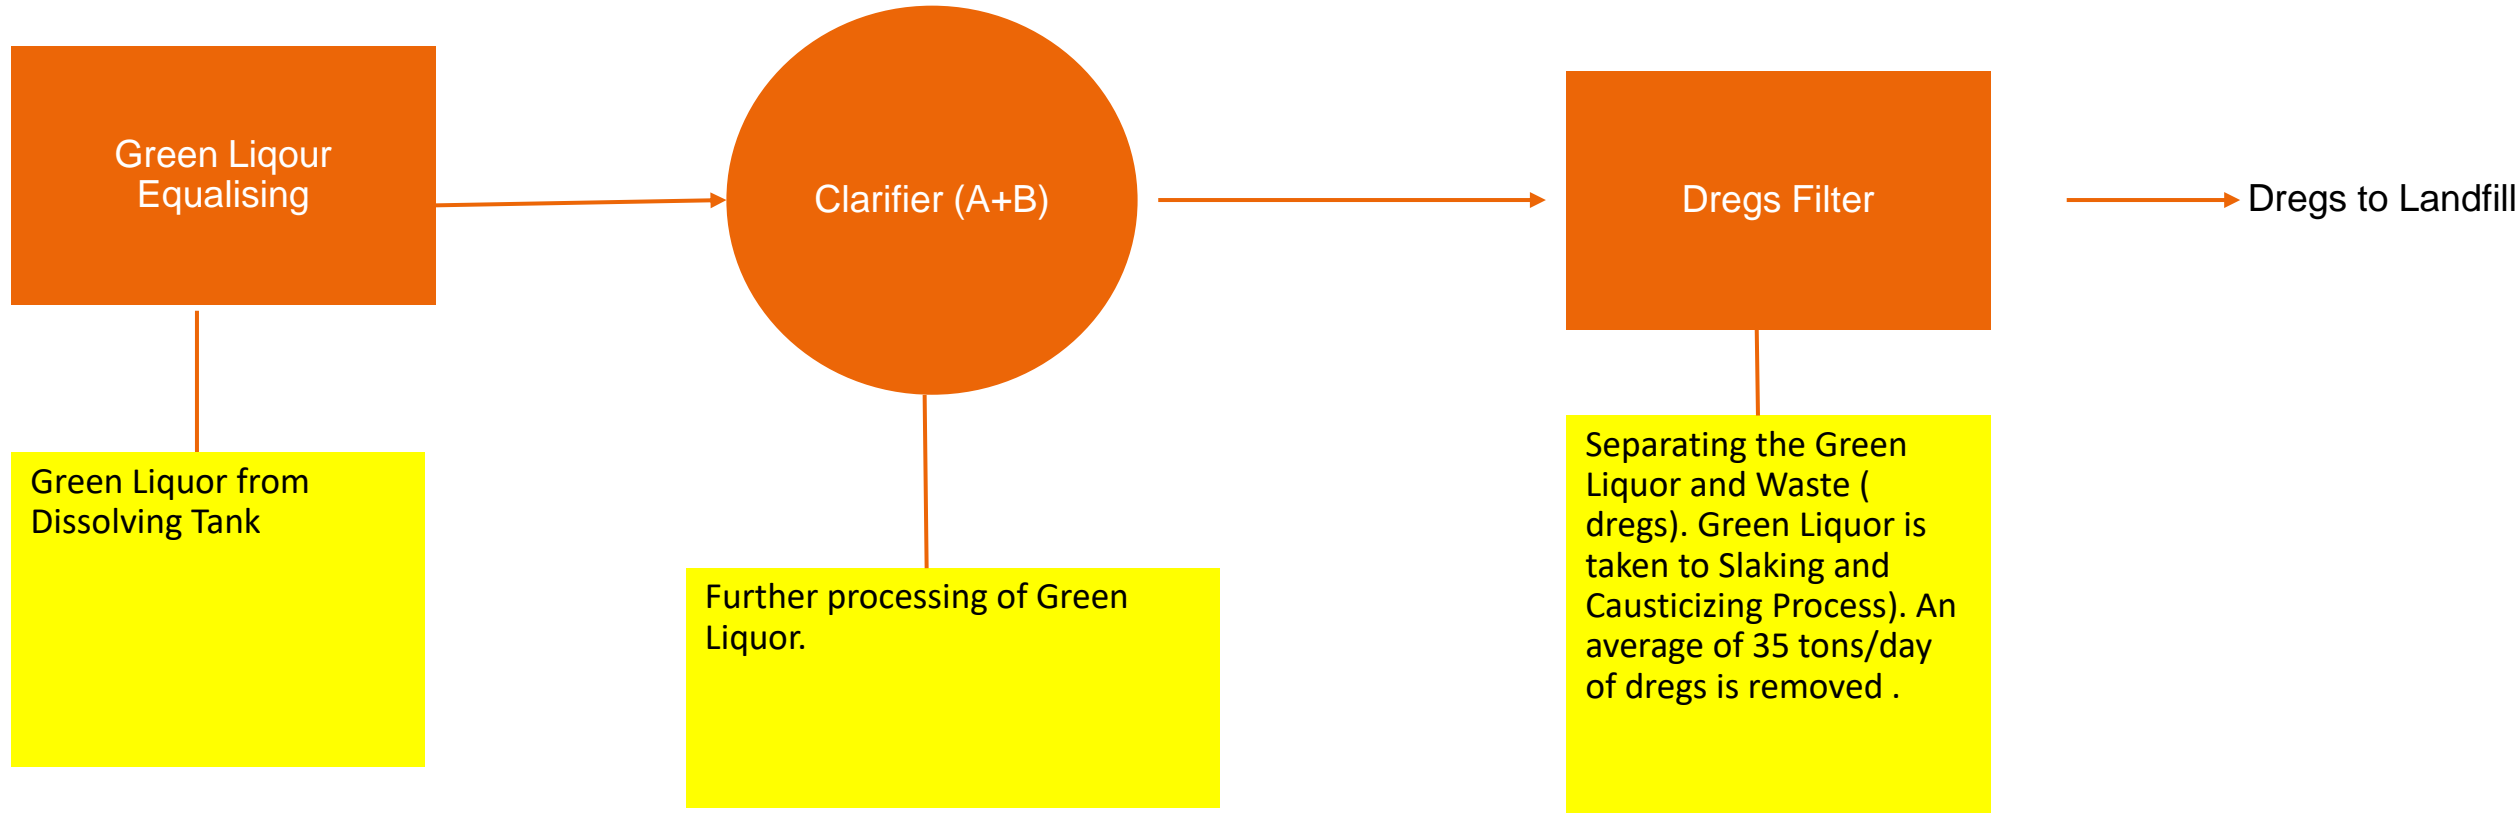 Green Liqour
Equalising
Clarifier (A+B)
Dregs Filter
Dregs to Landfill
Green Liquor from
Dissolving Tank
Further processing of Green
Liquor.
Separating the Green
Liquor and Waste (
dregs). Green Liquor is
taken to Slaking and
Causticizing Process). An
average of 35 tons/day
of dregs is removed .